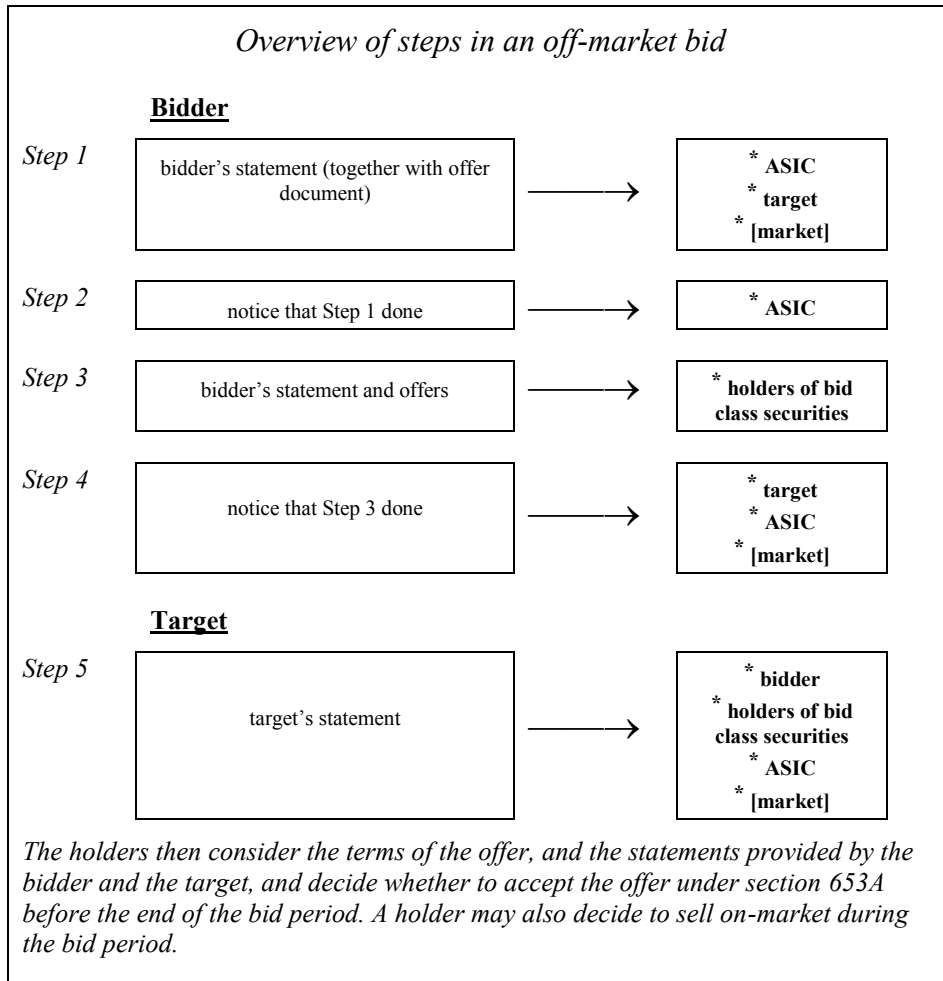 Overview of steps in an off-market bid
Bidder
Step 1
bidder’s statement (together with offer
document)
* ASIC
* target
* [market]
Step 2
notice that Step 1 done
* ASIC
Step 3
bidder’s statement and offers
* holders of bid
class securities
Step 4
notice that Step 3 done
* target
* ASIC
* [market]
Target
Step 5
target’s statement
* bidder
* holders of bid
class securities
* ASIC
* [market]
The holders then consider the terms of the offer, and the statements provided by the
bidder and the target, and decide whether to accept the offer under section 653A
before the end of the bid period. A holder may also decide to sell on-market during
the bid period.